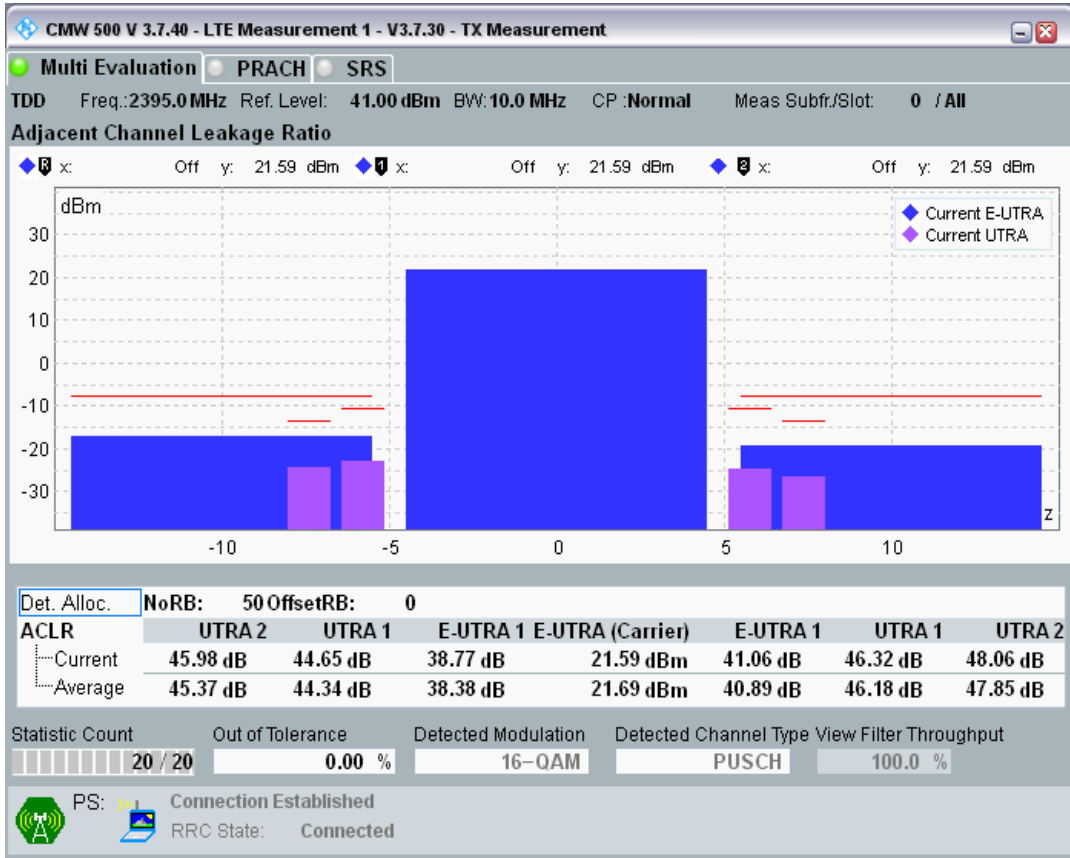 CMW 500 V 3.7.40 - LTE Measurement 1 - V3.7.30 - TX Measurement
Multi Evaluation PRACH SRS
TDD Freq.:2395.0 MHz Ref. Level: 41.00 dBm BW: 10.0 MHz CP :Normal Meas Subfr./Slot: 0 / All
Adjacent Channel Leakage Ratio
R x: Off y: 21.59 dBm 1 x: Off y: 21.59 dBm 2 x: Off y: 21.59 dBm
dBm
Current E-UTRA
Current UTRA
30
20
10
0
-10
-20
-30
z
-10 -5 0 5 10
Det. Alloc. NoRB: 50 OffsetRB: 0
ACLR UTRA 2 UTRA 1 E-UTRA 1 E-UTRA (Carrier) E-UTRA 1 UTRA 1 UTRA 2
Current 45.98 dB 44.65 dB 38.77 dB 21.59 dBm 41.06 dB 46.32 dB 48.06 dB
Average 45.37 dB 44.34 dB 38.38 dB 21.69 dBm 40.89 dB 46.18 dB 47.85 dB
Statistic Count Out of Tolerance Detected Modulation Detected Channel Type View Filter Throughput
20 / 20 0.00 % 16-QAM PUSCH 100.0 %
PS: Connection Established
RRC State: Connected